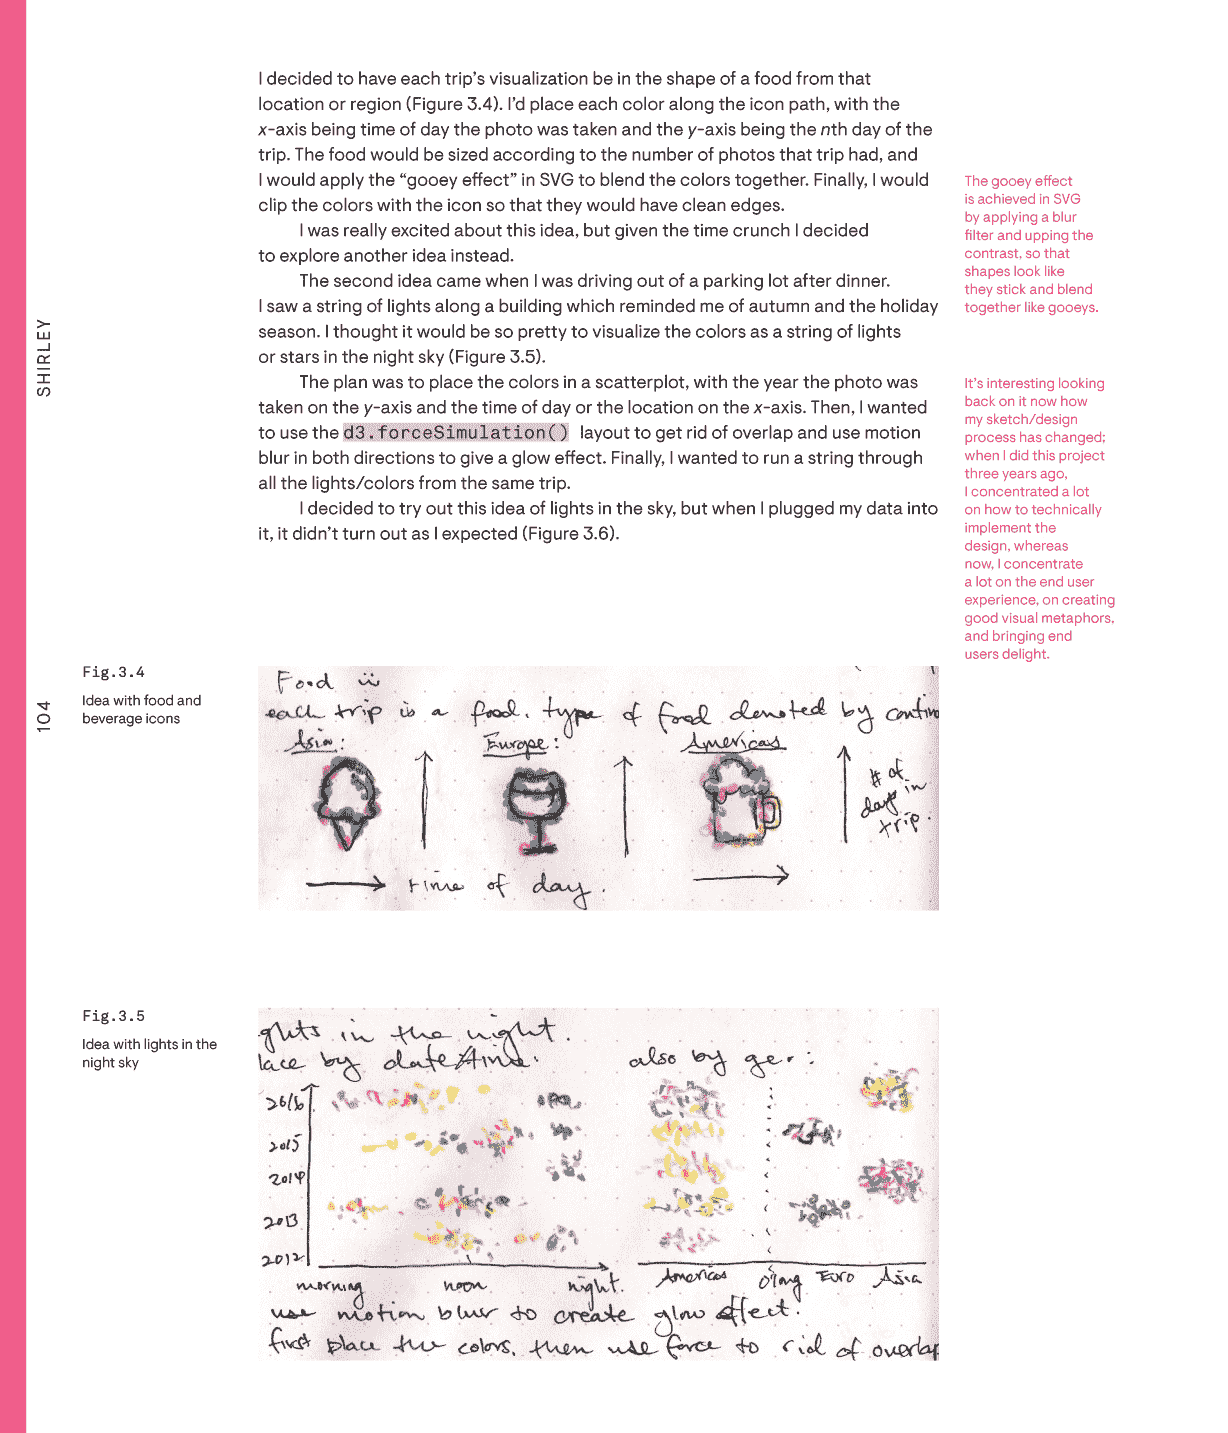 I decided to have each trip’s visualization be in the shape of a food from that
location or region (Figure 3.4). I’d place each color along the icon path, with the
x-axis being time of day the photo was taken and the y-axis being the nth day of the
trip. The food would be sized according to the number of photos that trip had, and
I would apply the “gooey effect” in SVG to blend the colors together. Finally, I would
clip the colors with the icon so that they would have clean edges.
I was really excited about this idea, but given the time crunch I decided
to explore another idea instead.
The second idea came when I was driving out of a parking lot after dinner.
I saw a string of lights along a building which reminded me of autumn and the holiday
season. I thought it would be so pretty to visualize the colors as a string of lights
or stars in the night sky (Figure 3.5).
The plan was to place the colors in a scatterplot, with the year the photo was
taken on the y-axis and the time of day or the location on the x-axis. Then, I wanted
to use the d3.forceSimulation() layout to get rid of overlap and use motion
blur in both directions to give a glow effect. Finally, I wanted to run a string through
all the lights/colors from the same trip.
I decided to try out this idea of lights in the sky, but when I plugged my data into
it, it didn’t turn out as I expected (Figure 3.6).
The gooey effect
is achieved in SVG
by applying a blur
filter and upping the
contrast, so that
shapes look like
they stick and blend
together like gooeys.
It’s interesting looking
back on it now how
my sketch/design
process has changed;
when I did this project
three years ago,
I concentrated a lot
on how to technically
implement the
design, whereas
now, I concentrate
a lot on the end user
experience, on creating
good visual metaphors,
and bringing end
users delight.
SHIRLEY
104
Fig.3.4
Idea with food and
beverage icons
Food
each trip is a food. type of food denoted by contin
Asia:
Europe:
Americas
# of
day in
trip.
time of day.
Fig.3.5
Idea with lights in the
night sky
ghts in the night.
lace by date/time.
also by geo:
2016
2015
2014
2013
2012
morning
noon
night.
Americas
Euro
Asia
use motion blur to create glow effect.
first place the colors, then use force to rid of overlap